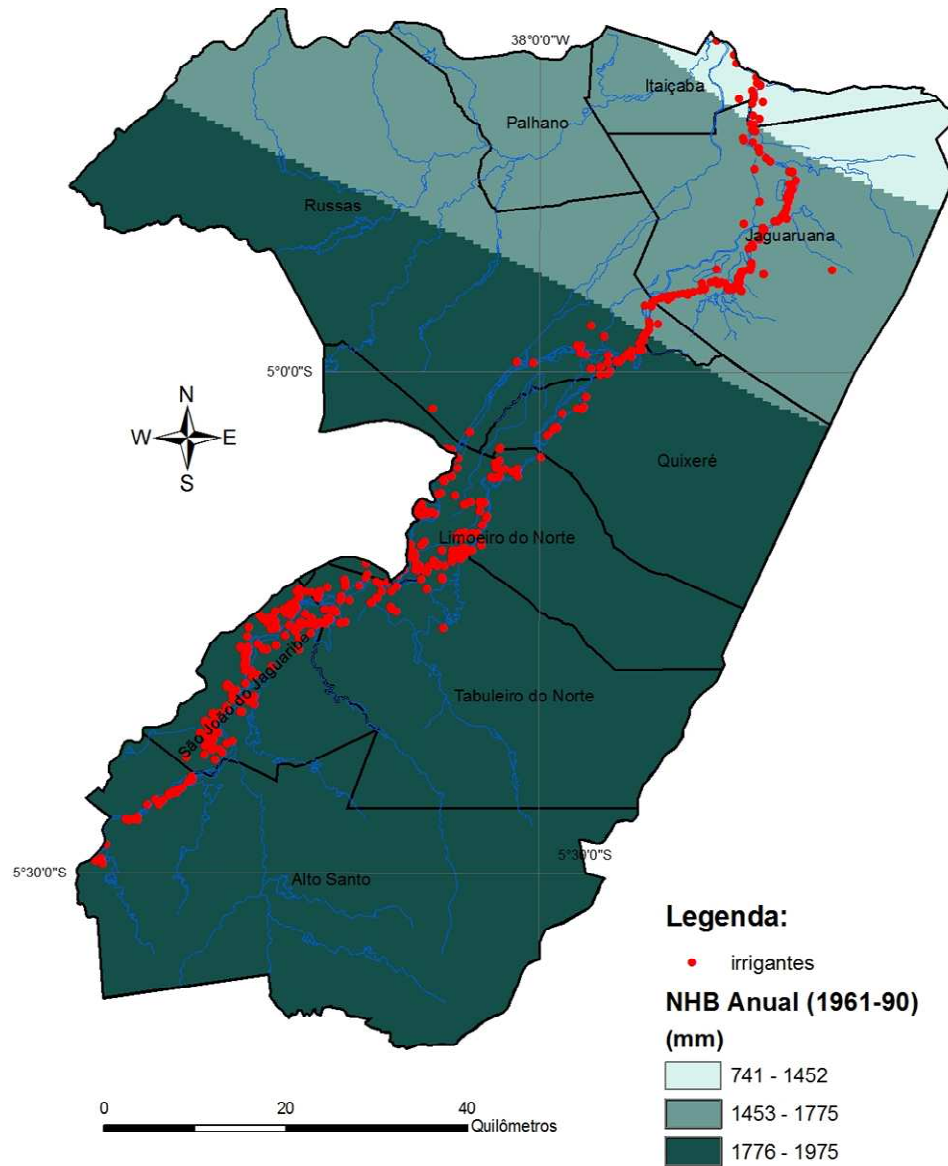 38°0'0"W
Itaiçaba
Palhano
Russas
Jaguaruana
5°0'0"S
N
W
E
S
Quixeré
Limoeiro do Norte
São João do Jaguaribe
Tabuleiro do Norte
5°30'0"S
5°30'0"S
Alto Santo
Legenda:
irrigantes
NHB Anual (1961-90)
(mm)
741 - 1452
1453 - 1775
1776 - 1975
0
20
40
Quilômetros